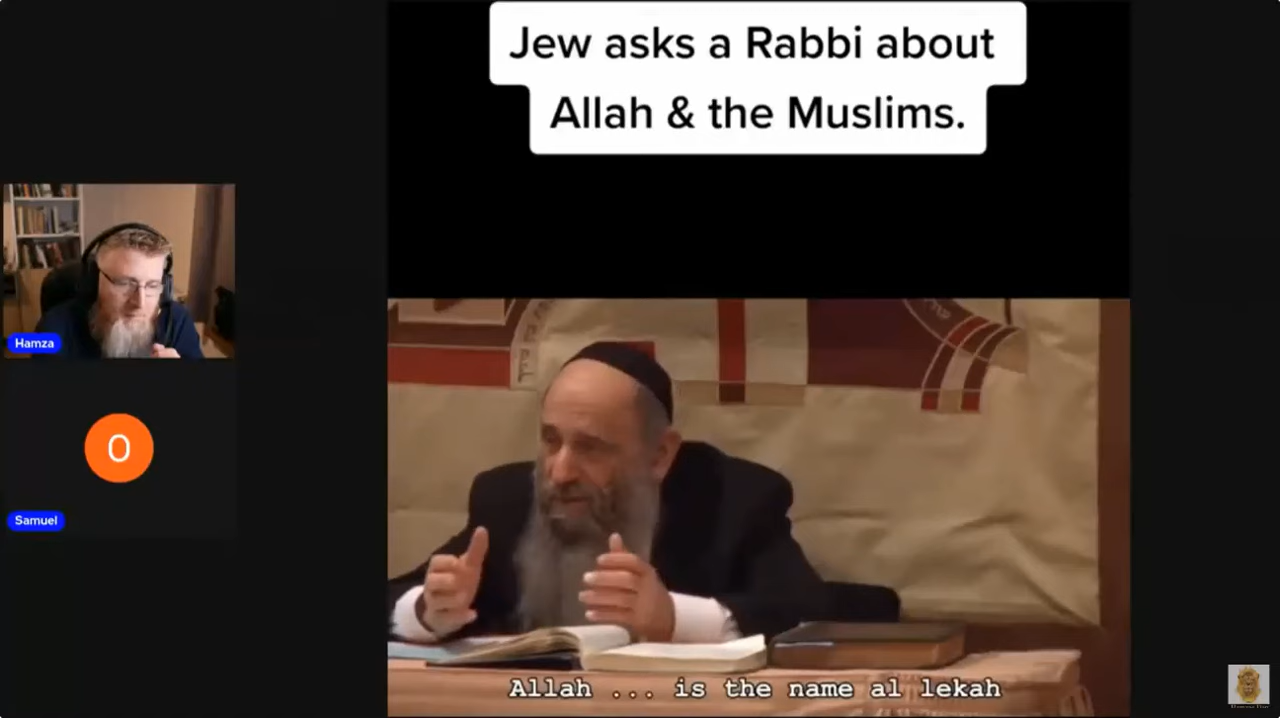 Jew asks a Rabbi about
Allah & the Muslims.
Hamza
O
Samuel
Allah ... is the name al lekah